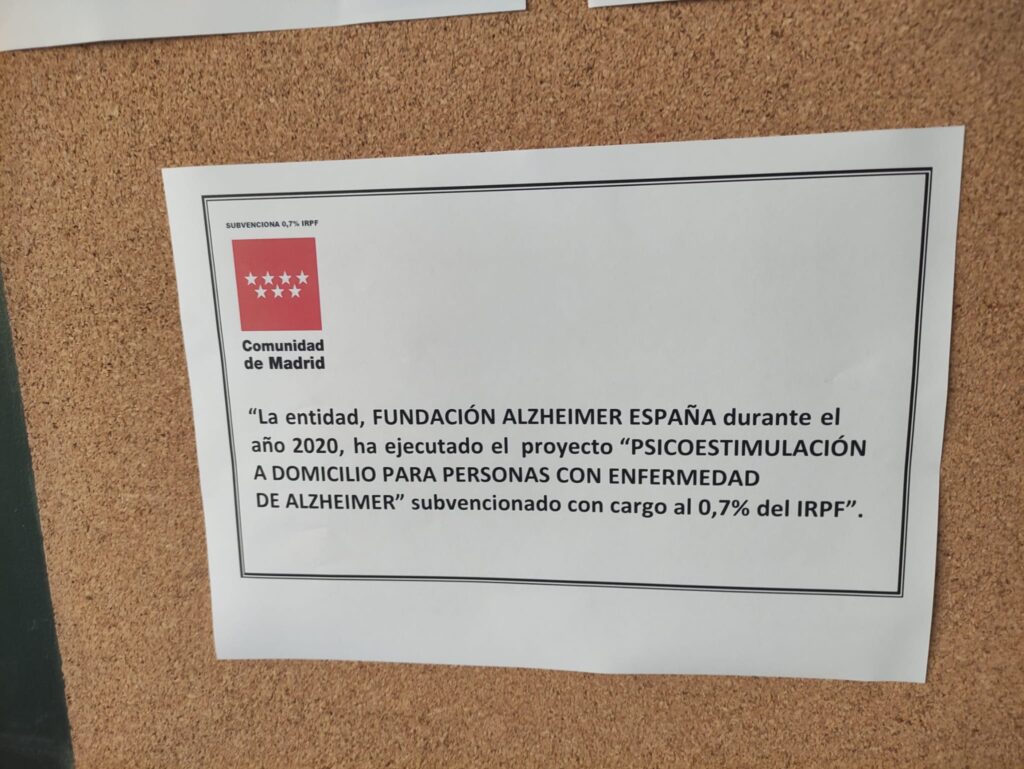 SUBVENCIONA 0,7% IRPF
Comunidad
de Madrid
“La entidad, FUNDACIÓN ALZHEIMER ESPAÑA durante el
año 2020, ha ejecutado el proyecto “PSICOESTIMULACIÓN
A DOMICILIO PARA PERSONAS CON ENFERMEDAD
DE ALZHEIMER” subvencionado con cargo al 0,7% del IRPF”.